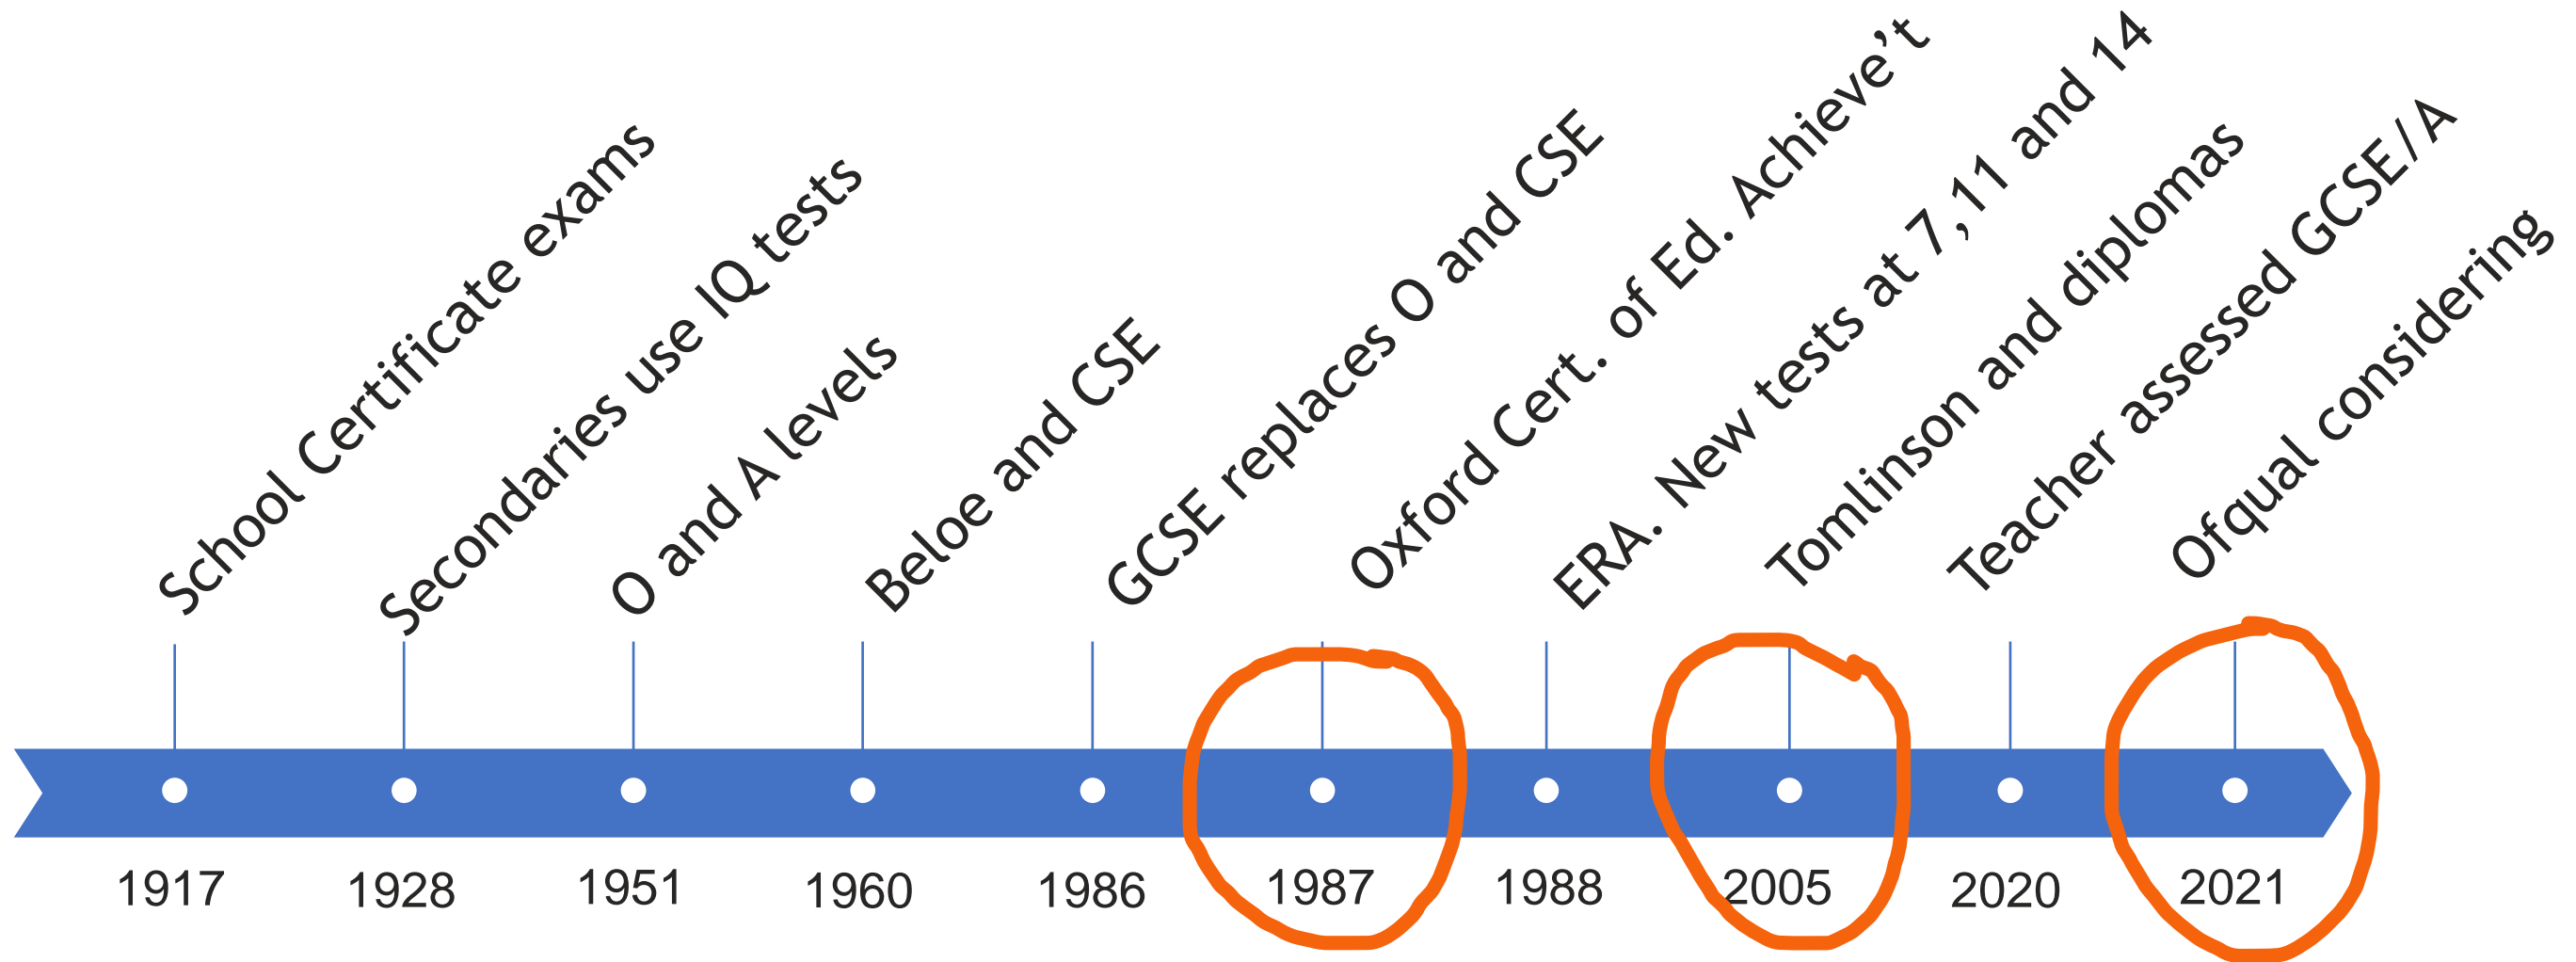 School Certificate exams
Secondaries use IQ tests
O and A levels
Beloe and CSE
GCSE replaces O and CSE
Oxford Cert. of Ed. Achieve’t
ERA. New tests at 7,11 and 14
Tomlinson and diplomas
Teacher assessed GCSE/A
Ofqual considering
1917
1928
1951
1960
1986
1987
1988
2005
2020
2021